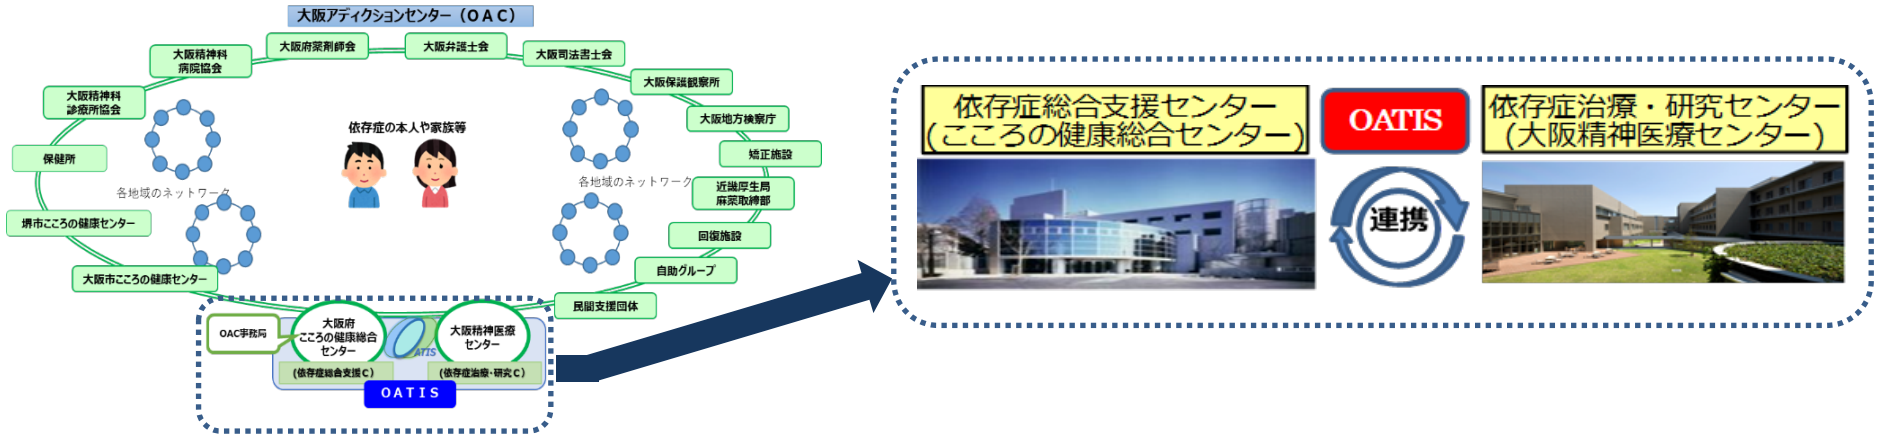 大阪アディクションセンター（ＯＡＣ）
大阪府薬剤師会
大阪弁護士会
大阪精神科
病院協会
大阪司法書士会
大阪精神科
診療所協会
大阪保護観察所
大阪地方検察庁
依存症の本人や家族等
保健所
矯正施設
各地域のネットワーク
各地域のネットワーク
近畿厚生局
麻薬取締部
堺市こころの健康センター
回復施設
大阪市こころの健康センター
自助グループ
民間支援団体
OAC事務局
大阪府
こころの健康総合
センター
ATIS
大阪精神医療
センター
(依存症総合支援Ｃ)
(依存症治療・研究Ｃ)
ＯＡＴＩＳ
依存症総合支援センター
(こころの健康総合センター)
OATIS
依存症治療・研究センター
(大阪精神医療センター)
連携